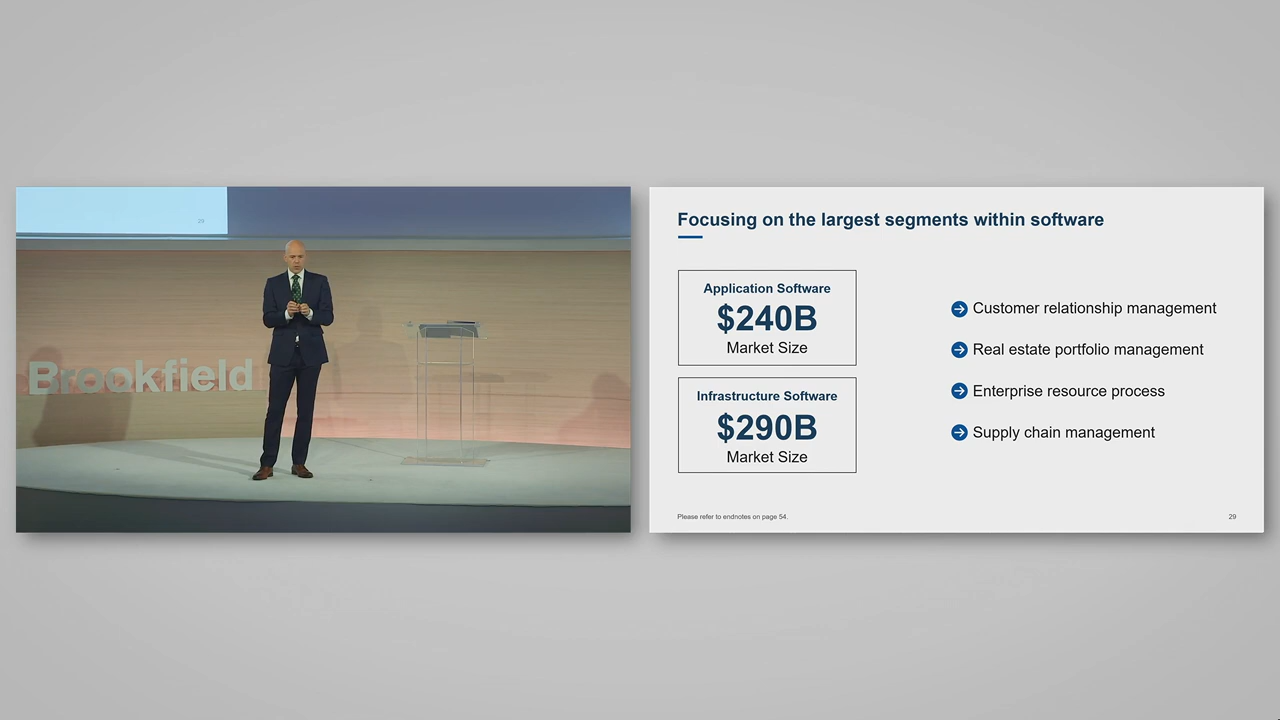 29
Brookfield
Focusing on the largest segments within software
Application Software
$240B
Market Size
Infrastructure Software
$290B
Market Size
Customer relationship management
Real estate portfolio management
Enterprise resource process
Supply chain management
Please refer to endnotes on page 54.
29